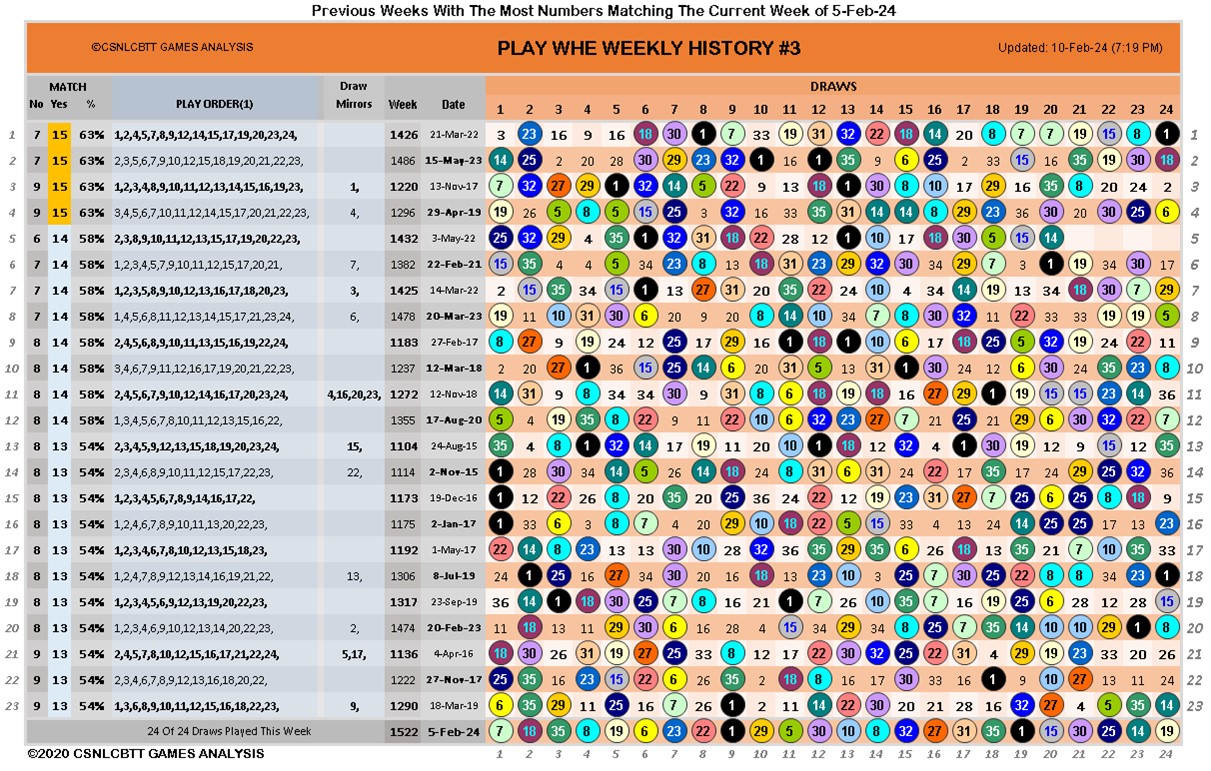 Previous Weeks With The Most Numbers Matching The Current Week of 5-Feb-24
©CSNLCBTT GAMES ANALYSIS PLAY WHE WEEKLY HISTORY #3 Updated: 10-Feb-24 (7:19 PM)
MATCH Draw DRAWS
No Yes % PLAY ORDER(1) Mirrors Week Date 1 2 3 4 5 6 7 8 9 10 11 12 13 14 15 16 17 18 19 20 21 22 23 24
1 7 15 63% 1,2,4,5,7,8,9,12,14,15,17,19,20,23,24, 1426 21-Mar-22 3 23 16 9 16 18 30 1 7 33 19 31 32 22 18 14 20 8 7 7 19 15 8 1 1
2 7 15 63% 2,3,5,6,7,9,10,12,15,18,19,20,21,22,23, 1486 15-May-23 14 25 2 20 28 30 29 23 32 1 16 1 35 9 6 25 2 33 15 16 35 19 30 18 2
3 9 15 63% 1,2,3,4,8,9,10,11,12,13,14,15,16,19,23, 1, 1220 13-Nov-17 7 32 27 29 1 32 14 5 22 9 13 18 1 30 8 10 17 29 16 35 8 20 24 2 3
4 9 15 63% 3,4,5,6,7,10,11,12,14,15,17,20,21,22,23, 4, 1296 29-Apr-19 19 26 5 8 5 15 25 3 32 16 33 35 31 14 14 8 29 23 36 30 20 30 25 6 4
5 6 14 58% 2,3,8,9,10,11,12,13,15,17,19,20,22,23, 1432 3-May-22 25 32 29 4 35 1 32 31 18 22 28 12 1 10 17 18 30 5 15 14 5
6 7 14 58% 1,2,3,4,5,7,9,10,11,12,15,17,20,21, 7, 1382 22-Feb-21 15 35 4 4 5 34 23 8 13 18 31 23 29 32 30 34 29 7 3 1 19 34 30 17 6
7 7 14 58% 1,2,3,5,8,9,10,12,13,16,17,18,20,23, 3, 1425 14-Mar-22 2 15 35 34 15 1 13 27 31 20 35 22 24 10 4 34 14 19 13 34 18 30 7 29 7
8 7 14 58% 1,4,5,6,8,11,12,13,14,15,17,21,23,24, 6, 1478 20-Mar-23 19 11 10 31 30 6 20 9 20 8 14 10 34 7 8 30 32 11 22 33 33 19 19 5 8
9 8 14 58% 2,4,5,6,8,9,10,11,13,15,16,19,22,24, 1183 27-Feb-17 8 27 9 19 24 12 25 17 29 16 1 18 1 10 6 17 18 25 5 32 19 23 22 11 9
10 8 14 58% 3,4,6,7,9,11,12,16,17,19,20,21,22,23, 1237 12-Mar-18 2 20 27 1 36 15 25 14 6 20 31 5 13 31 1 30 4 29 12 6 30 35 23 8 10
11 8 14 58% 2,4,5,6,7,9,10,12,14,16,17,20,23,24, 4,16,20,23, 1272 12-Nov-18 14 31 9 8 34 34 30 9 31 8 6 18 19 18 16 27 29 1 19 15 15 23 14 36 11
12 8 14 58% 1,2,3,4,5,6,7,8,10,11,12,13,15,16,22, 1355 17-Aug-20 5 4 19 35 8 22 9 11 22 10 6 32 23 27 7 21 25 21 29 6 30 32 22 12 12
13 8 13 54% 2,3,4,5,9,12,13,15,18,19,20,23,24, 15, 1104 24-Aug-15 35 4 8 1 32 14 17 19 11 20 10 1 18 12 32 4 1 30 19 12 9 15 12 35 13
14 8 13 54% 1,2,3,4,6,8,9,10,11,12,15,17,22,23, 22, 1114 2-Nov-15 1 28 30 34 14 5 26 14 18 24 8 31 6 31 24 22 17 35 17 24 29 25 32 36 14
15 8 13 54% 1,2,3,4,5,6,7,8,9,14,16,17,22, 1173 19-Dec-16 1 12 22 26 8 20 35 20 25 36 24 22 12 19 23 31 27 7 25 6 25 8 18 9 15
16 8 13 54% 1,2,4,6,7,8,9,10,11,13,20,22,23, 1175 2-Jan-17 1 33 6 3 8 7 4 20 29 10 18 22 5 15 33 4 13 24 14 25 25 17 13 23 16
17 8 13 54% 1,2,3,4,6,7,8,10,12,13,15,18,23, 1192 1-May-17 22 14 8 23 13 13 30 10 28 32 36 35 29 35 6 26 18 13 35 21 7 10 35 33 17
18 8 13 54% 1,2,4,7,8,9,12,13,14,16,19,21,22, 13, 1306 8-Jul-19 24 1 25 16 27 34 30 20 16 18 13 23 10 3 25 7 30 25 22 8 8 34 23 1 18
19 8 13 54% 1,2,3,4,5,6,9,12,13,19,20,22,23, 1317 23-Sep-19 36 14 1 18 30 25 7 8 16 21 1 7 26 10 35 7 16 19 25 6 28 12 28 15 19
20 8 13 54% 1,2,3,4,6,9,10,12,14,20,22,23, 2, 1474 20-Feb-23 11 18 13 11 29 30 6 16 28 4 15 34 29 34 8 25 7 35 14 10 10 29 1 8 20
21 9 13 54% 2,4,5,7,8,10,12,15,16,17,21,22,24, 5,17, 1136 4-Apr-16 18 30 26 31 19 27 25 33 8 12 17 22 30 32 25 22 31 4 29 19 23 33 20 26 21
22 9 13 54% 2,3,4,6,7,8,9,12,13,16,18,19,22, 1222 27-Nov-17 25 35 16 23 15 22 6 26 35 2 18 8 16 17 30 33 16 1 9 10 27 13 11 24 22
23 9 13 54% 1,3,6,8,9,10,11,12,15,16,18,22,23, 9, 1290 18-Mar-19 6 35 29 11 25 16 7 26 1 2 11 14 22 20 21 28 16 32 27 4 5 35 14 23
24 Of 24 Draws Played This Week 1522 5-Feb-24 7 18 35 8 19 6 23 22 1 29 5 30 25 10 8 32 27 31 35 1 15 30 25 14 19
©2020 CSNLCBTT GAMES ANALYSIS 1 2 3 4 5 6 7 8 9 10 11 12 13 14 15 16 17 18 19 20 21 22 23 24